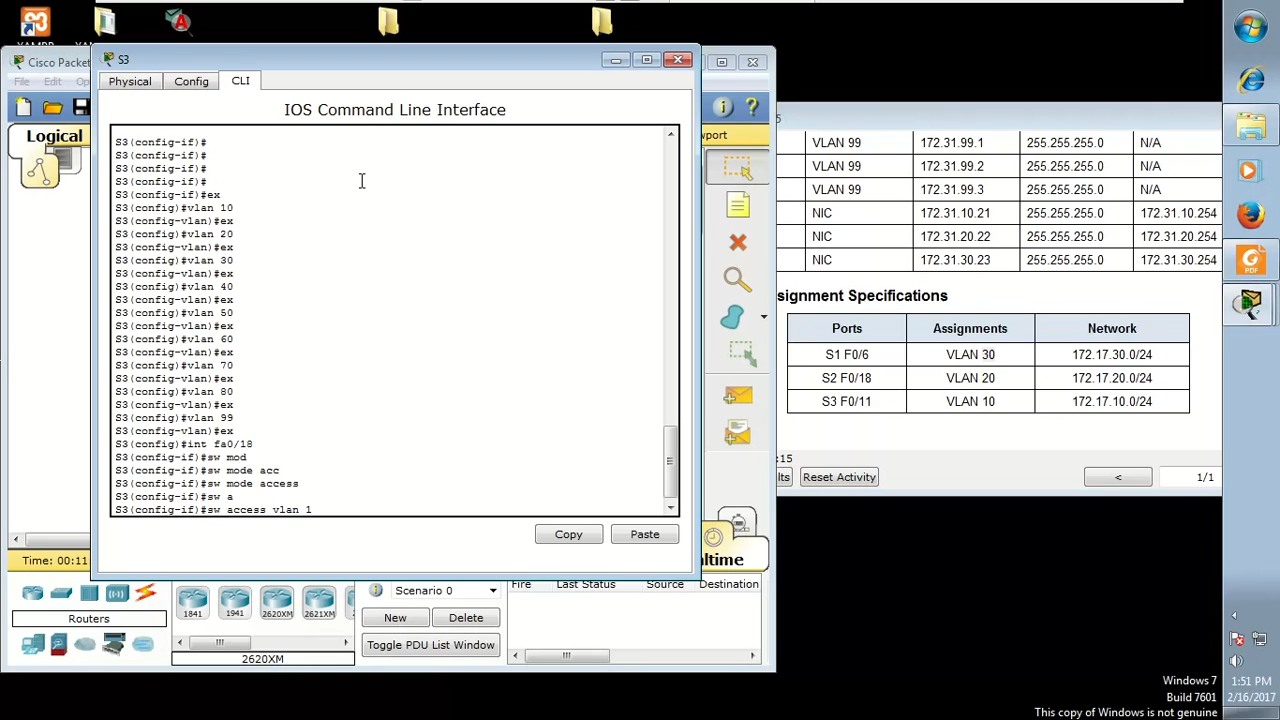 S3
Cisco Packet
File Edit Op
Physical Config CLI
IOS Command Line Interface
Logical
S3(config-if)#
S3(config-if)#
S3(config-if)#
S3(config-if)#
S3(config-if)#ex
S3(config)#vlan 10
S3(config-vlan)#ex
S3(config)#vlan 20
S3(config-vlan)#ex
S3(config)#vlan 30
S3(config-vlan)#ex
S3(config)#vlan 40
S3(config-vlan)#ex
S3(config)#vlan 50
S3(config-vlan)#ex
S3(config)#vlan 60
S3(config-vlan)#ex
S3(config)#vlan 70
S3(config-vlan)#ex
S3(config)#vlan 80
S3(config-vlan)#ex
S3(config)#vlan 99
S3(config-vlan)#ex
S3(config)#int fa0/18
S3(config-if)#sw mod
S3(config-if)#sw mode acc
S3(config-if)#sw mode access
S3(config-if)#sw a
S3(config-if)#sw access vlan 1
Copy Paste
wport
altime
Time: 00:11
Routers
1841 1941 2620XM 2621XM
2620XM
Scenario 0
New Delete
Toggle PDU List Window
Fire Last Status Source Destination
VLAN 99 172.31.99.1 255.255.255.0 N/A
VLAN 99 172.31.99.2 255.255.255.0 N/A
VLAN 99 172.31.99.3 255.255.255.0 N/A
NIC 172.31.10.21 255.255.255.0 172.31.10.254
NIC 172.31.20.22 255.255.255.0 172.31.20.254
NIC 172.31.30.23 255.255.255.0 172.31.30.254
signment Specifications
Ports Assignments Network
S1 F0/6 VLAN 30 172.17.30.0/24
S2 F0/18 VLAN 20 172.17.20.0/24
S3 F0/11 VLAN 10 172.17.10.0/24
:15
lts Reset Activity < 1/1
PDF
1:51 PM
2/16/2017
Windows 7
Build 7601
This copy of Windows is not genuine